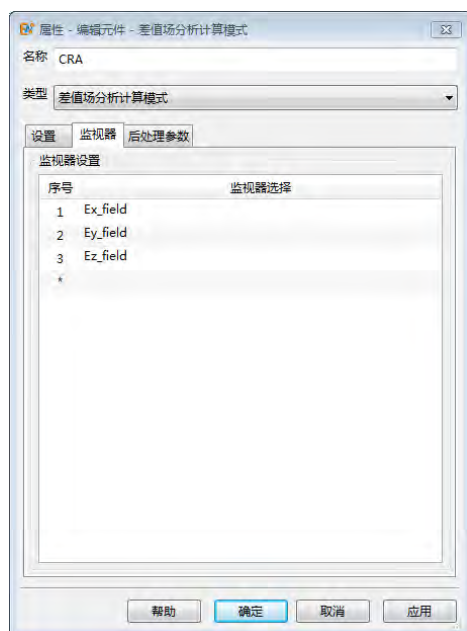 属性 - 编辑元件 - 差值场分析计算模式
名称 CRA
类型 差值场分析计算模式
设置 监视器 后处理参数
监视器设置
序号 监视器选择
1 Ex_field
2 Ey_field
3 Ez_field
*
帮助 确定 取消 应用